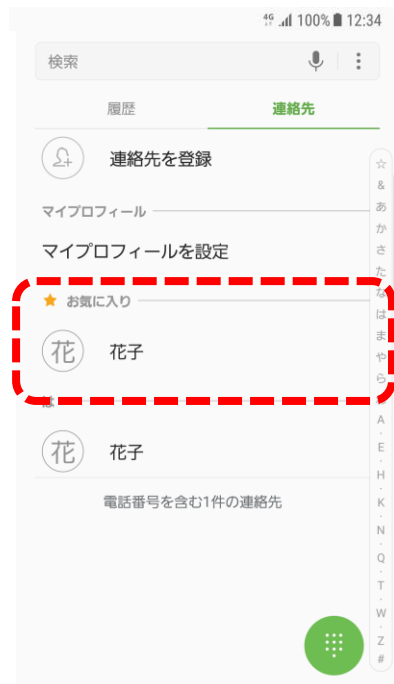 4G 100% 12:34
検索
履歴 連絡先
連絡先を登録
マイプロフィール
マイプロフィールを設定
お気に入り
花 花子
は
花 花子
電話番号を含む1件の連絡先
☆
&
あ
か
さ
た
な
は
ま
や
ら
A
E
H
K
N
Q
T
W
Z
#